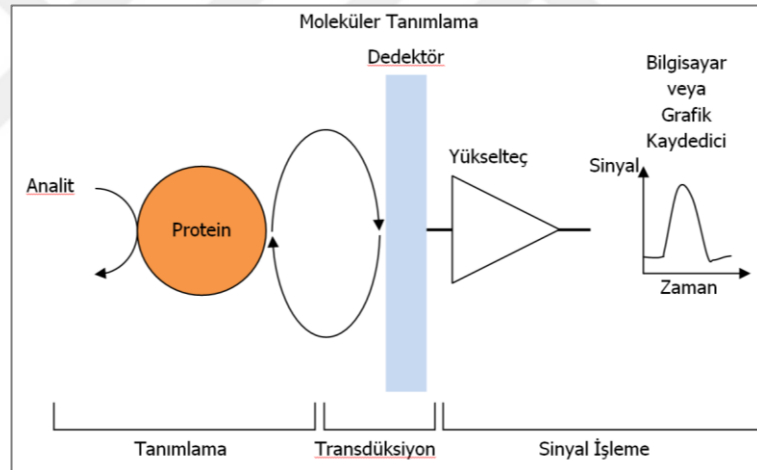 Moleküler Tanımlama
Dedektör
Bilgisayar
veya
Grafik
Kaydedici
Yükselteç
Sinyal
Analit
Protein
Zaman
Tanımlama
Transdüksiyon
Sinyal İşleme